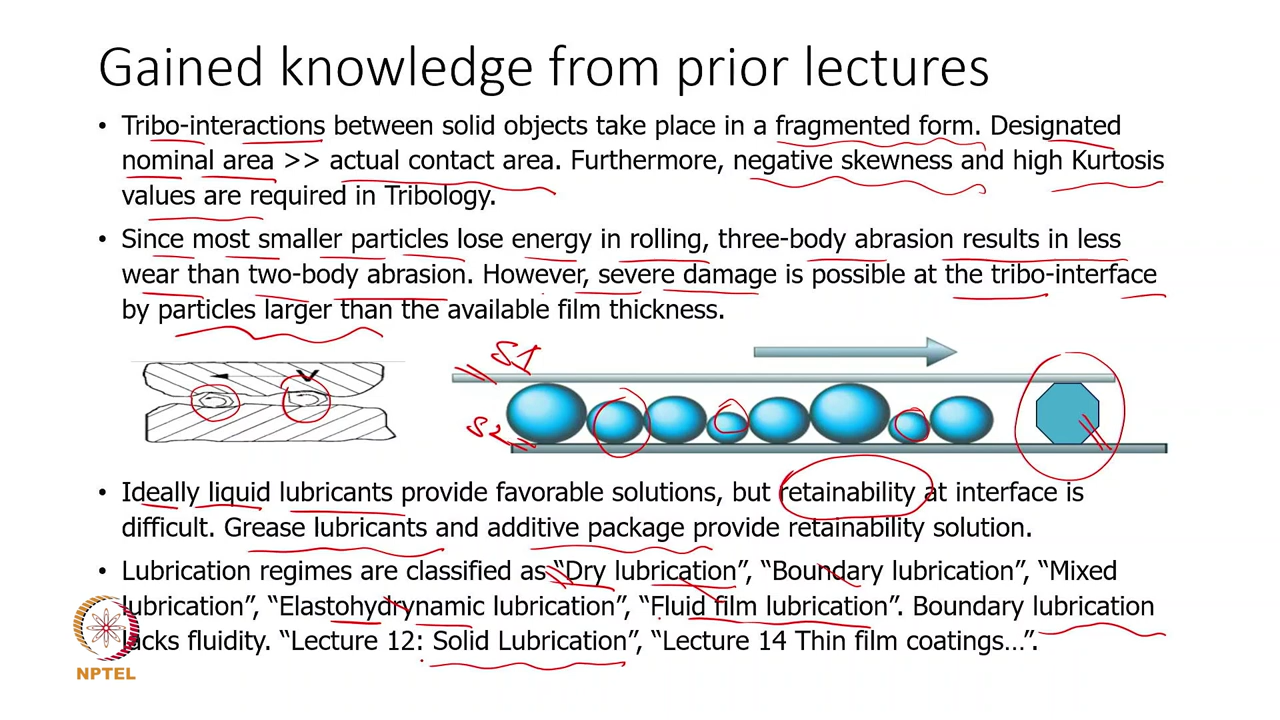 Gained knowledge from prior lectures
• Tribo-interactions between solid objects take place in a fragmented form. Designated
nominal area >> actual contact area. Furthermore, negative skewness and high Kurtosis
values are required in Tribology.
• Since most smaller particles lose energy in rolling, three-body abrasion results in less
wear than two-body abrasion. However, severe damage is possible at the tribo-interface
by particles larger than the available film thickness.
V
S1
S2
• Ideally liquid lubricants provide favorable solutions, but retainability at interface is
difficult. Grease lubricants and additive package provide retainability solution.
• Lubrication regimes are classified as “Dry lubrication”, “Boundary lubrication”, “Mixed
lubrication”, “Elastohydrynamic lubrication”, “Fluid film lubrication”. Boundary lubrication
lacks fluidity. “Lecture 12: Solid Lubrication”, “Lecture 14 Thin film coatings…”.
NPTEL